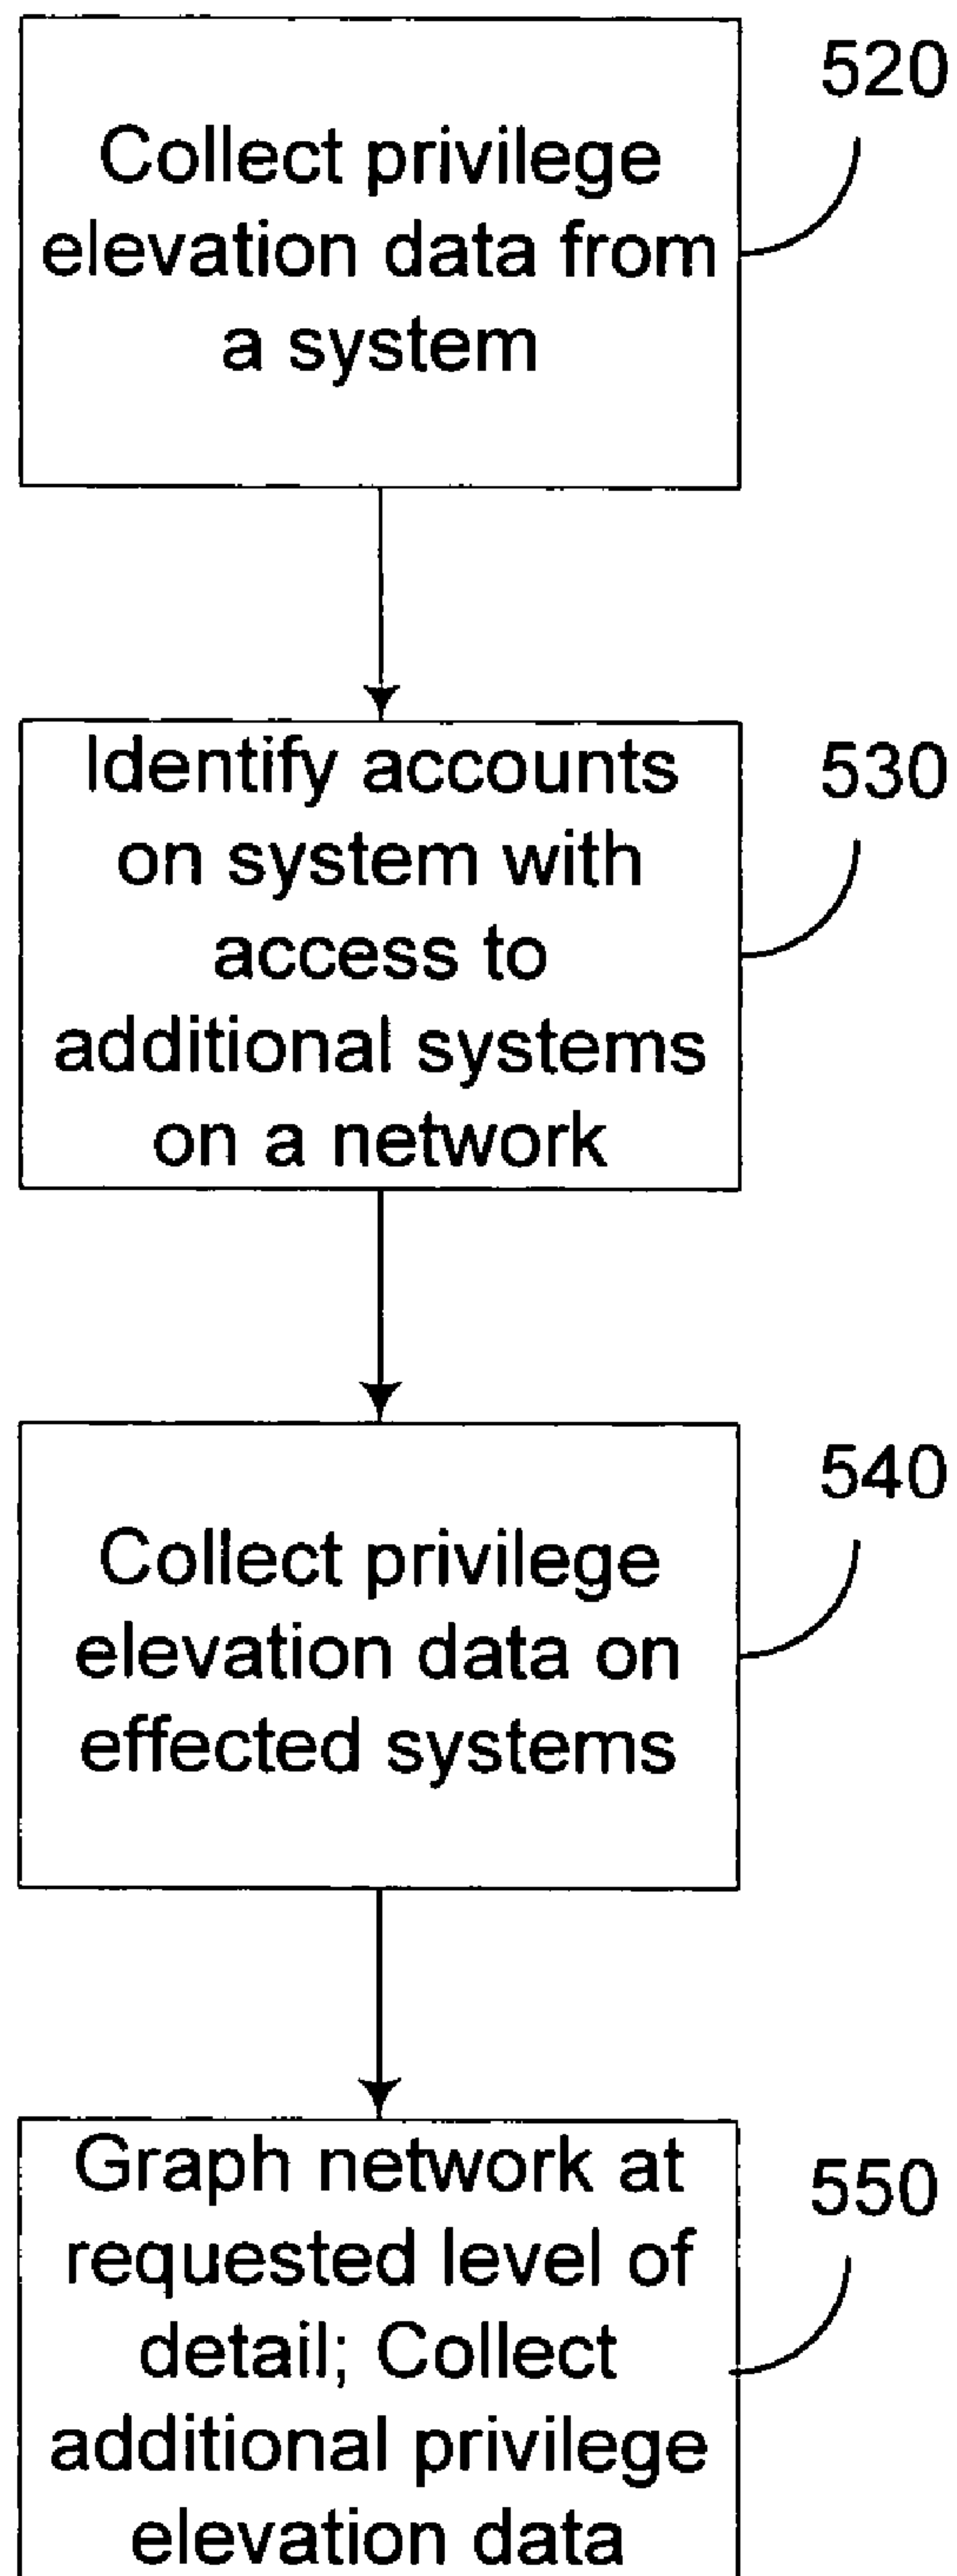 520
Collect privilege
elevation data from
a system
530
Identify accounts
on system with
access to
additional systems
on a network
540
Collect privilege
elevation data on
effected systems
550
Graph network at
requested level of
detail; Collect
additional privilege
elevation data